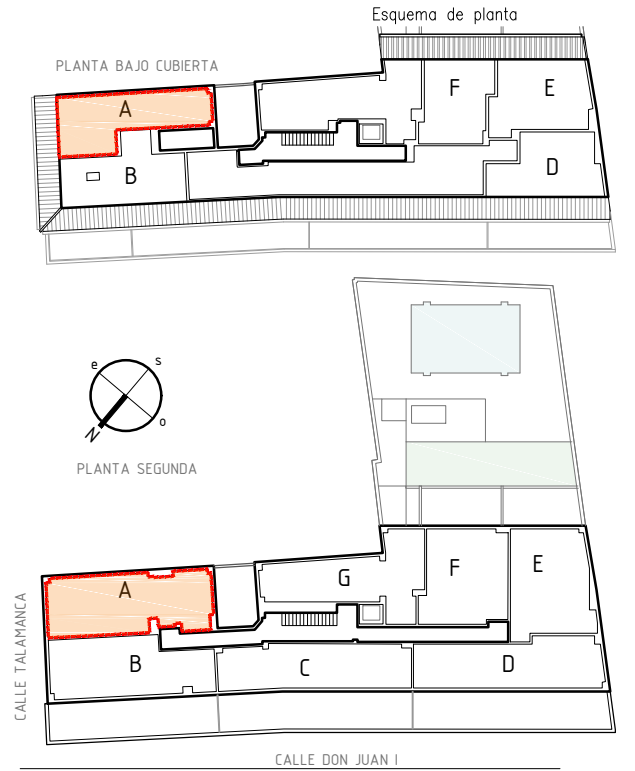 Esquema de planta
PLANTA BAJO CUBIERTA
A
F
E
B
D
e
s
N
o
PLANTA SEGUNDA
A
G
F
E
B
C
D
CALLE TALAMANCA
CALLE DON JUAN I